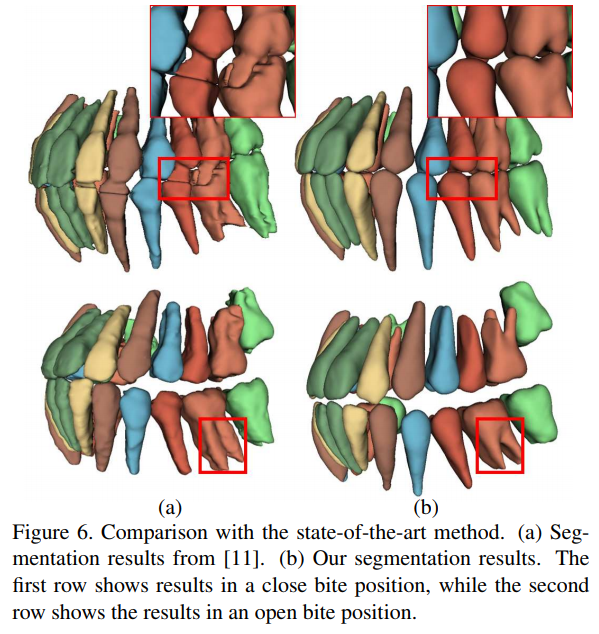 (a) (b)
Figure 6. Comparison with the state-of-the-art method. (a) Seg-
mentation results from [11]. (b) Our segmentation results. The
first row shows results in a close bite position, while the second
row shows the results in an open bite position.